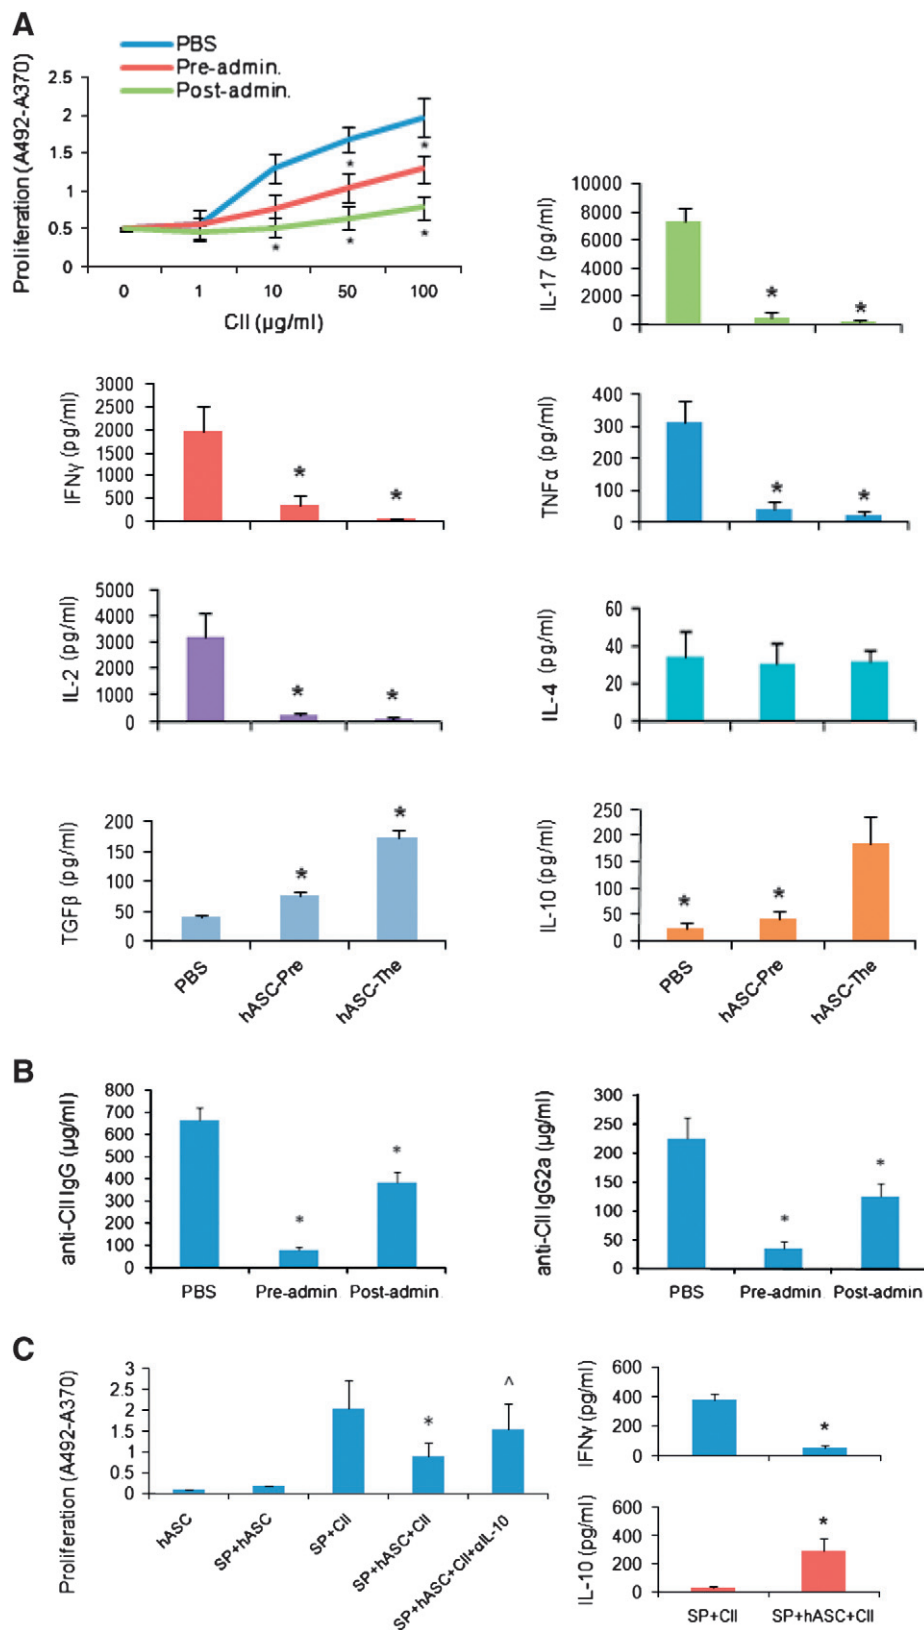 A
PBS
Pre-admin.
Post-admin.
Proliferation (A492-A370)
2.5
2
1.5
1
0.5
0
0 1 10 50 100
CII (µg/ml)
* * * * *
IL-17 (pg/ml)
10000
8000
6000
4000
2000
0
* *
IFNγ (pg/ml)
3000
2500
2000
1500
1000
500
0
* *
TNFα (pg/ml)
400
300
200
100
0
* *
IL-2 (pg/ml)
5000
4000
3000
2000
1000
0
* *
IL-4 (pg/ml)
60
40
20
0
TGFβ (pg/ml)
200
150
100
50
0
* *
PBS
hASC-Pre
hASC-The
IL-10 (pg/ml)
250
200
150
100
50
0
* *
PBS
hASC-Pre
hASC-The
B
anti-CII IgG (µg/ml)
800
700
600
500
400
300
200
100
0
* *
PBS Pre-admin Post-admin.
anti-CII IgG2a (µg/ml)
300
250
200
150
100
50
0
* *
PBS Pre-admin Post-admin.
C
Proliferation (A492-A370)
3
2.5
2
1.5
1
0.5
0
* ^
hASC
SP+hASC
SP+CII
SP+hASC+CII
SP+hASC+CII+αIL-10
IFNγ (pg/ml)
600
400
200
0
*
IL-10 (pg/ml)
600
400
200
0
*
SP+CII SP+hASC+CII